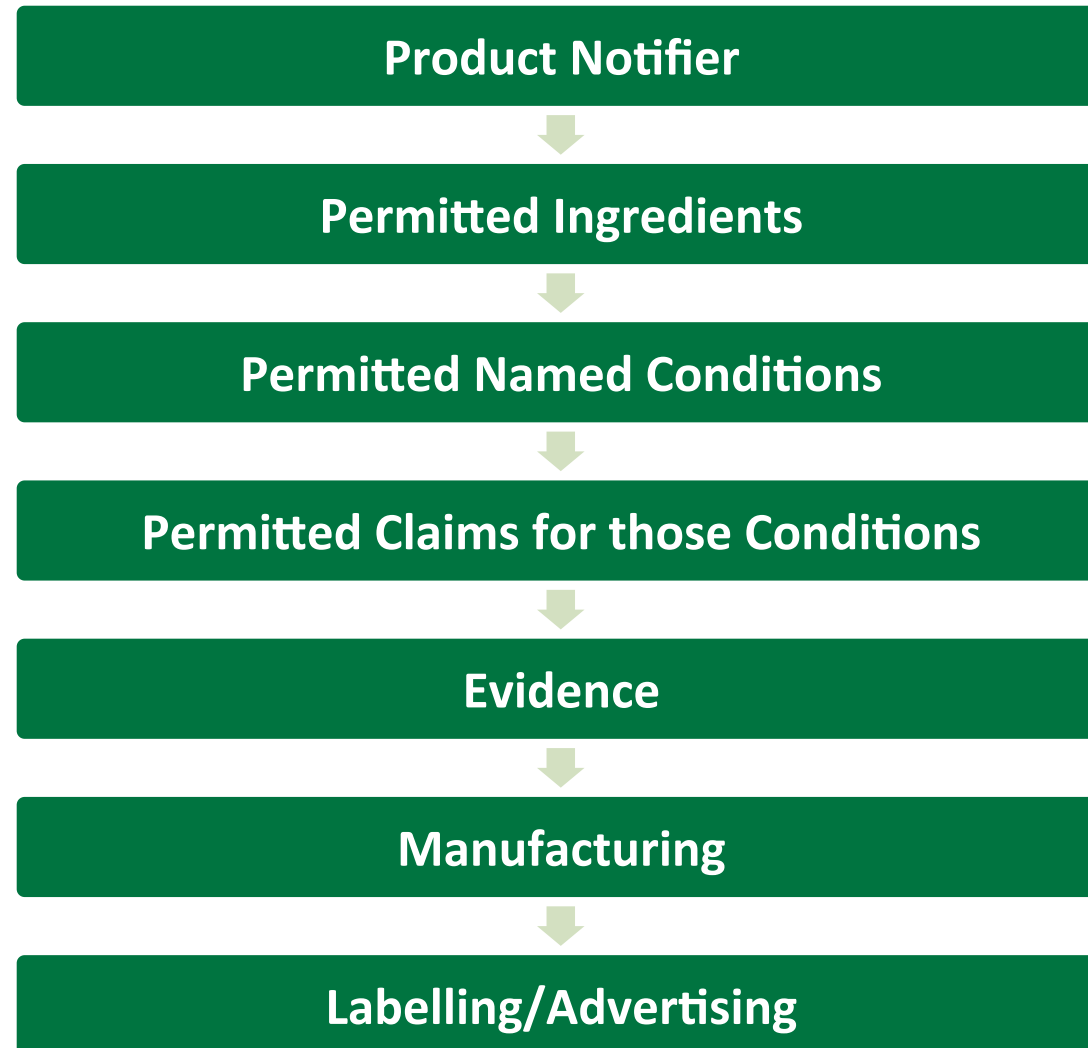 Product Notifier
Permitted Ingredients
Permitted Named Conditions
Permitted Claims for those Conditions
Evidence
Manufacturing
Labelling/Advertising